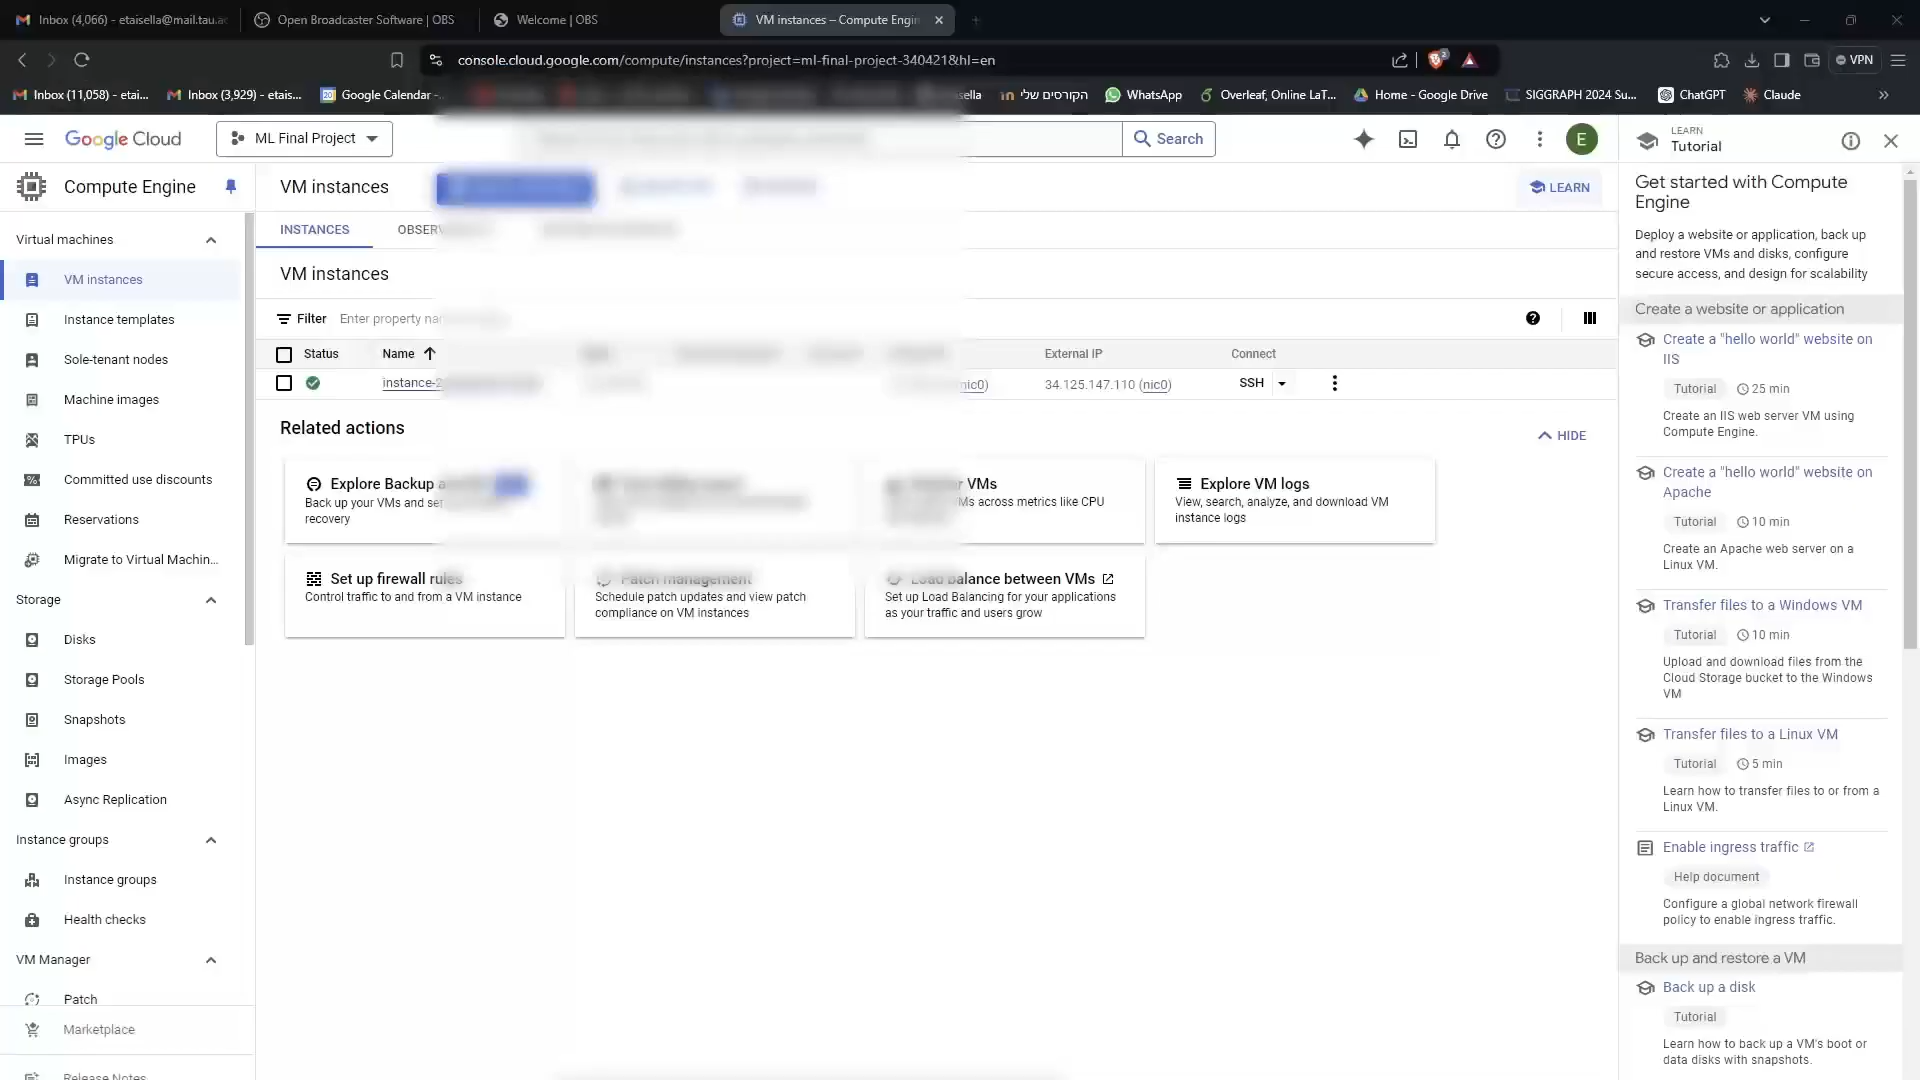 Inbox (4,066) - etaisella@mail.tau.ac
Open Broadcaster Software | OBS
Welcome | OBS
VM instances – Compute Engin
console.cloud.google.com/compute/instances?project=ml-final-project-340421&hl=en
2
VPN
Inbox (11,058) - etai...
Inbox (3,929) - etais...
Google Calendar -
הקורסים שלי
WhatsApp
Overleaf, Online LaT...
Home - Google Drive
SIGGRAPH 2024 Su...
ChatGPT
Claude
Google Cloud
ML Final Project
Search
E
LEARN
Tutorial
Compute Engine
VM instances
LEARN
INSTANCES
Virtual machines
VM instances
Instance templates
Sole-tenant nodes
Machine images
TPUs
Committed use discounts
Reservations
Migrate to Virtual Machin...
Storage
Disks
Storage Pools
Snapshots
Images
Async Replication
Instance groups
Instance groups
Health checks
VM Manager
Patch
Marketplace
Release Notes
VM instances
Filter
Enter property
Status
Name
External IP
Connect
34.125.147.110 (nic0)
SSH
Related actions
HIDE
Explore Backup
Back up your VMs and set
recovery
VMs
VMs across metrics like CPU
Explore VM logs
View, search, analyze, and download VM
instance logs
Set up firewall rules
Control traffic to and from a VM instance
Patch management
Schedule patch updates and view patch
compliance on VM instances
Load balance between VMs
Set up Load Balancing for your applications
as your traffic and users grow
Get started with Compute
Engine
Deploy a website or application, back up
and restore VMs and disks, configure
secure access, and design for scalability
Create a website or application
Create a "hello world" website on
IIS
Tutorial
25 min
Create an IIS web server VM using
Compute Engine.
Create a "hello world" website on
Apache
Tutorial
10 min
Create an Apache web server on a
Linux VM.
Transfer files to a Windows VM
Tutorial
10 min
Upload and download files from the
Cloud Storage bucket to the Windows
VM
Transfer files to a Linux VM
Tutorial
5 min
Learn how to transfer files to or from a
Linux VM.
Enable ingress traffic
Help document
Configure a global network firewall
policy to enable ingress traffic.
Back up and restore a VM
Back up a disk
Tutorial
Learn how to back up a VM's boot or
data disks with snapshots.